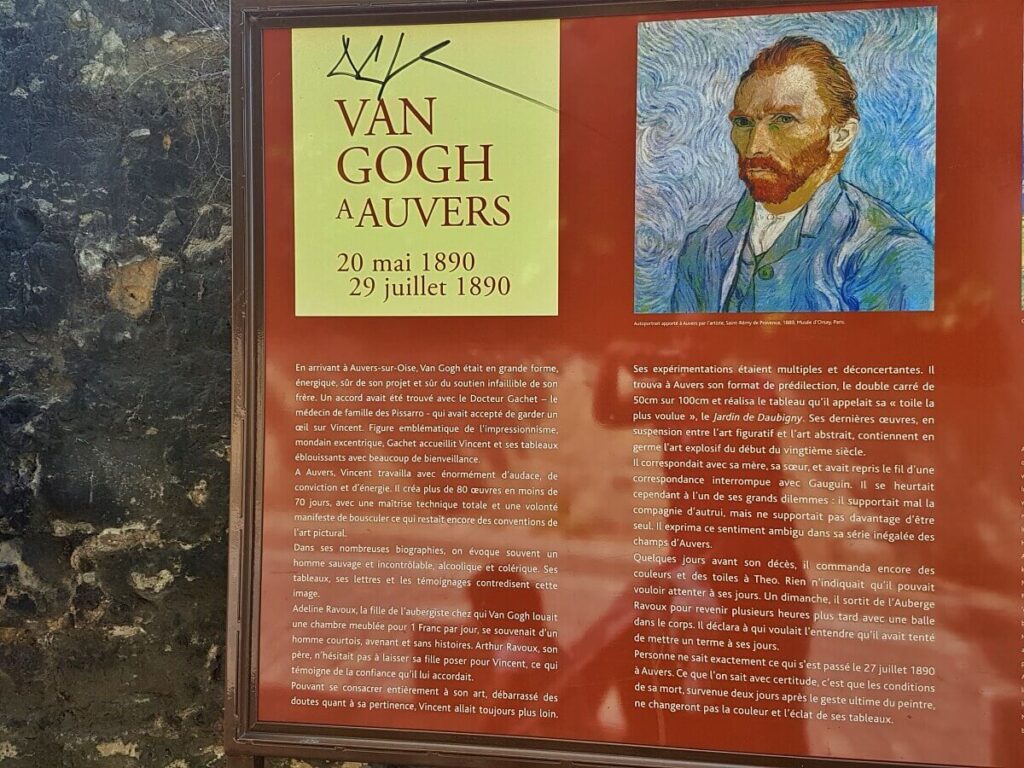 VAN
GOGH
A AUVERS
20 mai 1890
29 juillet 1890
Autoportrait apporté à Auvers par l'artiste, Saint-Rémy de Provence, 1889, Musée d'Orsay, Paris.
En arrivant à Auvers-sur-Oise, Van Gogh était en grande forme,
énergique, sûr de son projet et sûr du soutien infaillible de son
frère. Un accord avait été trouvé avec le Docteur Gachet – le
médecin de famille des Pissarro - qui avait accepté de garder un
œil sur Vincent. Figure emblématique de l'impressionnisme,
mondain excentrique, Gachet accueillit Vincent et ses tableaux
éblouissants avec beaucoup de bienveillance.
A Auvers, Vincent travailla avec énormément d'audace, de
conviction et d'énergie. Il créa plus de 80 œuvres en moins de
70 jours, avec une maîtrise technique totale et une volonté
manifeste de bousculer ce qui restait encore des conventions de
l'art pictural.
Dans ses nombreuses biographies, on évoque souvent un
homme sauvage et incontrôlable, alcoolique et colérique. Ses
tableaux, ses lettres et les témoignages contredisent cette
image.
Adeline Ravoux, la fille de l'aubergiste chez qui Van Gogh louait
une chambre meublée pour 1 Franc par jour, se souvenait d'un
homme courtois, avenant et sans histoires. Arthur Ravoux, son
père, n'hésitait pas à laisser sa fille poser pour Vincent, ce qui
témoigne de la confiance qu'il lui accordait.
Pouvant se consacrer entièrement à son art, débarrassé des
doutes quant à sa pertinence, Vincent allait toujours plus loin.
Ses expérimentations étaient multiples et déconcertantes. Il
trouva à Auvers son format de prédilection, le double carré de
50cm sur 100cm et réalisa le tableau qu'il appelait sa « toile la
plus voulue », le Jardin de Daubigny. Ses dernières œuvres, en
suspension entre l'art figuratif et l'art abstrait, contiennent en
germe l'art explosif du début du vingtième siècle.
Il correspondait avec sa mère, sa sœur, et avait repris le fil d'une
correspondance interrompue avec Gauguin. Il se heurtait
cependant à l'un de ses grands dilemmes : il supportait mal la
compagnie d'autrui, mais ne supportait pas davantage d'être
seul. Il exprima ce sentiment ambigu dans sa série inégalée des
champs d'Auvers.
Quelques jours avant son décès, il commanda encore des
couleurs et des toiles à Theo. Rien n'indiquait qu'il pouvait
vouloir attenter à ses jours. Un dimanche, il sortit de l'Auberge
Ravoux pour revenir plusieurs heures plus tard avec une balle
dans le corps. Il déclara à qui voulait l'entendre qu'il avait tenté
de mettre un terme à ses jours.
Personne ne sait exactement ce qui s'est passé le 27 juillet 1890
à Auvers. Ce que l'on sait avec certitude, c'est que les conditions
de sa mort, survenue deux jours après le geste ultime du peintre,
ne changeront pas la couleur et l'éclat de ses tableaux.